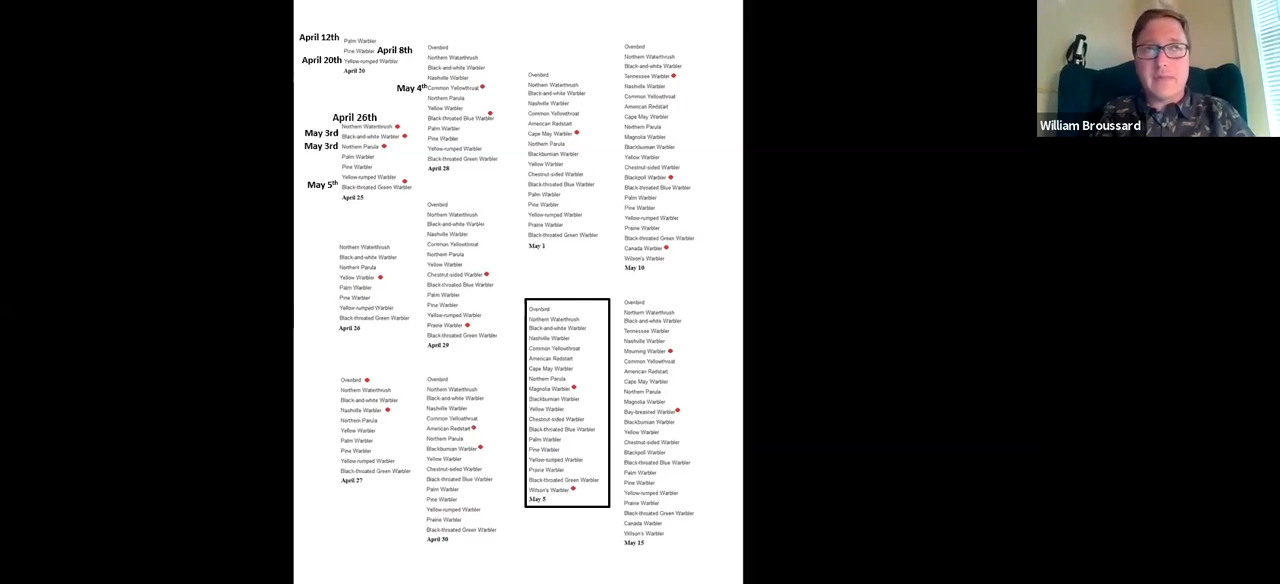 April 12th
Palm Warbler
Pine Warbler April 8th
April 20th Yellow-rumped Warbler
April 20
April 26th
Northern Waterthrush
May 3rd Black-and-white Warbler
May 3rd Northern Parula
Palm Warbler
Pine Warbler
Yellow-rumped Warbler
May 5th Black-throated Green Warbler
April 25
Northern Waterthrush
Black-and-white Warbler
Northern Parula
Yellow Warbler
Palm Warbler
Pine Warbler
Yellow-rumped Warbler
Black-throated Green Warbler
April 26
Ovenbird
Northern Waterthrush
Black-and-white Warbler
Nashville Warbler
Northern Parula
Yellow Warbler
Palm Warbler
Pine Warbler
Yellow-rumped Warbler
Black-throated Green Warbler
April 27
Ovenbird
Northern Waterthrush
Black-and-white Warbler
Nashville Warbler
May 4th Common Yellowthroat
Northern Parula
Yellow Warbler
Black-throated Blue Warbler
Palm Warbler
Pine Warbler
Yellow-rumped Warbler
Black-throated Green Warbler
April 28
Ovenbird
Northern Waterthrush
Black-and-white Warbler
Nashville Warbler
Common Yellowthroat
Northern Parula
Yellow Warbler
Chestnut-sided Warbler
Black-throated Blue Warbler
Palm Warbler
Pine Warbler
Yellow-rumped Warbler
Prairie Warbler
Black-throated Green Warbler
April 29
Ovenbird
Northern Waterthrush
Black-and-white Warbler
Nashville Warbler
Common Yellowthroat
American Redstart
Northern Parula
Blackburnian Warbler
Yellow Warbler
Chestnut-sided Warbler
Black-throated Blue Warbler
Palm Warbler
Pine Warbler
Yellow-rumped Warbler
Prairie Warbler
Black-throated Green Warbler
April 30
Ovenbird
Northern Waterthrush
Black-and-white Warbler
Nashville Warbler
Common Yellowthroat
American Redstart
Cape May Warbler
Northern Parula
Blackburnian Warbler
Yellow Warbler
Chestnut-sided Warbler
Black-throated Blue Warbler
Palm Warbler
Pine Warbler
Yellow-rumped Warbler
Prairie Warbler
Black-throated Green Warbler
May 1
Ovenbird
Northern Waterthrush
Black-and-white Warbler
Nashville Warbler
Common Yellowthroat
American Redstart
Cape May Warbler
Northern Parula
Magnolia Warbler
Blackburnian Warbler
Yellow Warbler
Chestnut-sided Warbler
Black-throated Blue Warbler
Palm Warbler
Pine Warbler
Yellow-rumped Warbler
Prairie Warbler
Black-throated Green Warbler
Wilson's Warbler
May 5
Ovenbird
Northern Waterthrush
Black-and-white Warbler
Tennessee Warbler
Nashville Warbler
Common Yellowthroat
American Redstart
Cape May Warbler
Northern Parula
Magnolia Warbler
Blackburnian Warbler
Yellow Warbler
Chestnut-sided Warbler
Blackpoll Warbler
Black-throated Blue Warbler
Palm Warbler
Pine Warbler
Yellow-rumped Warbler
Prairie Warbler
Black-throated Green Warbler
Canada Warbler
Wilson's Warbler
May 10
Ovenbird
Northern Waterthrush
Black-and-white Warbler
Tennessee Warbler
Nashville Warbler
Mourning Warbler
Common Yellowthroat
American Redstart
Cape May Warbler
Northern Parula
Magnolia Warbler
Bay-breasted Warbler
Blackburnian Warbler
Yellow Warbler
Chestnut-sided Warbler
Blackpoll Warbler
Black-throated Blue Warbler
Palm Warbler
Pine Warbler
Yellow-rumped Warbler
Prairie Warbler
Black-throated Green Warbler
Canada Warbler
Wilson's Warbler
May 15
William Broussard